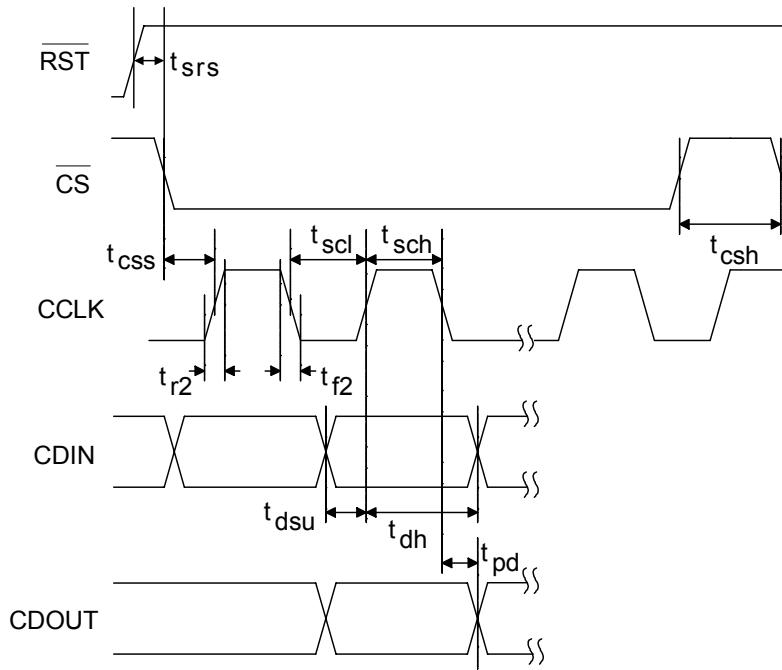 RST
t srs
CS
t css
t scl
t sch
t csh
CCLK
t r2
t f2
CDIN
t dsu
t dh
t pd
CDOUT